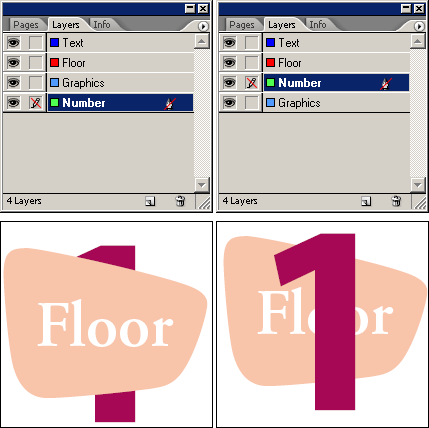 Pages Layers Info
Text
Floor
Graphics
Number
4 Layers
Pages Layers Info
Text
Floor
Number
Graphics
4 Layers
Floor
1
Floor
1